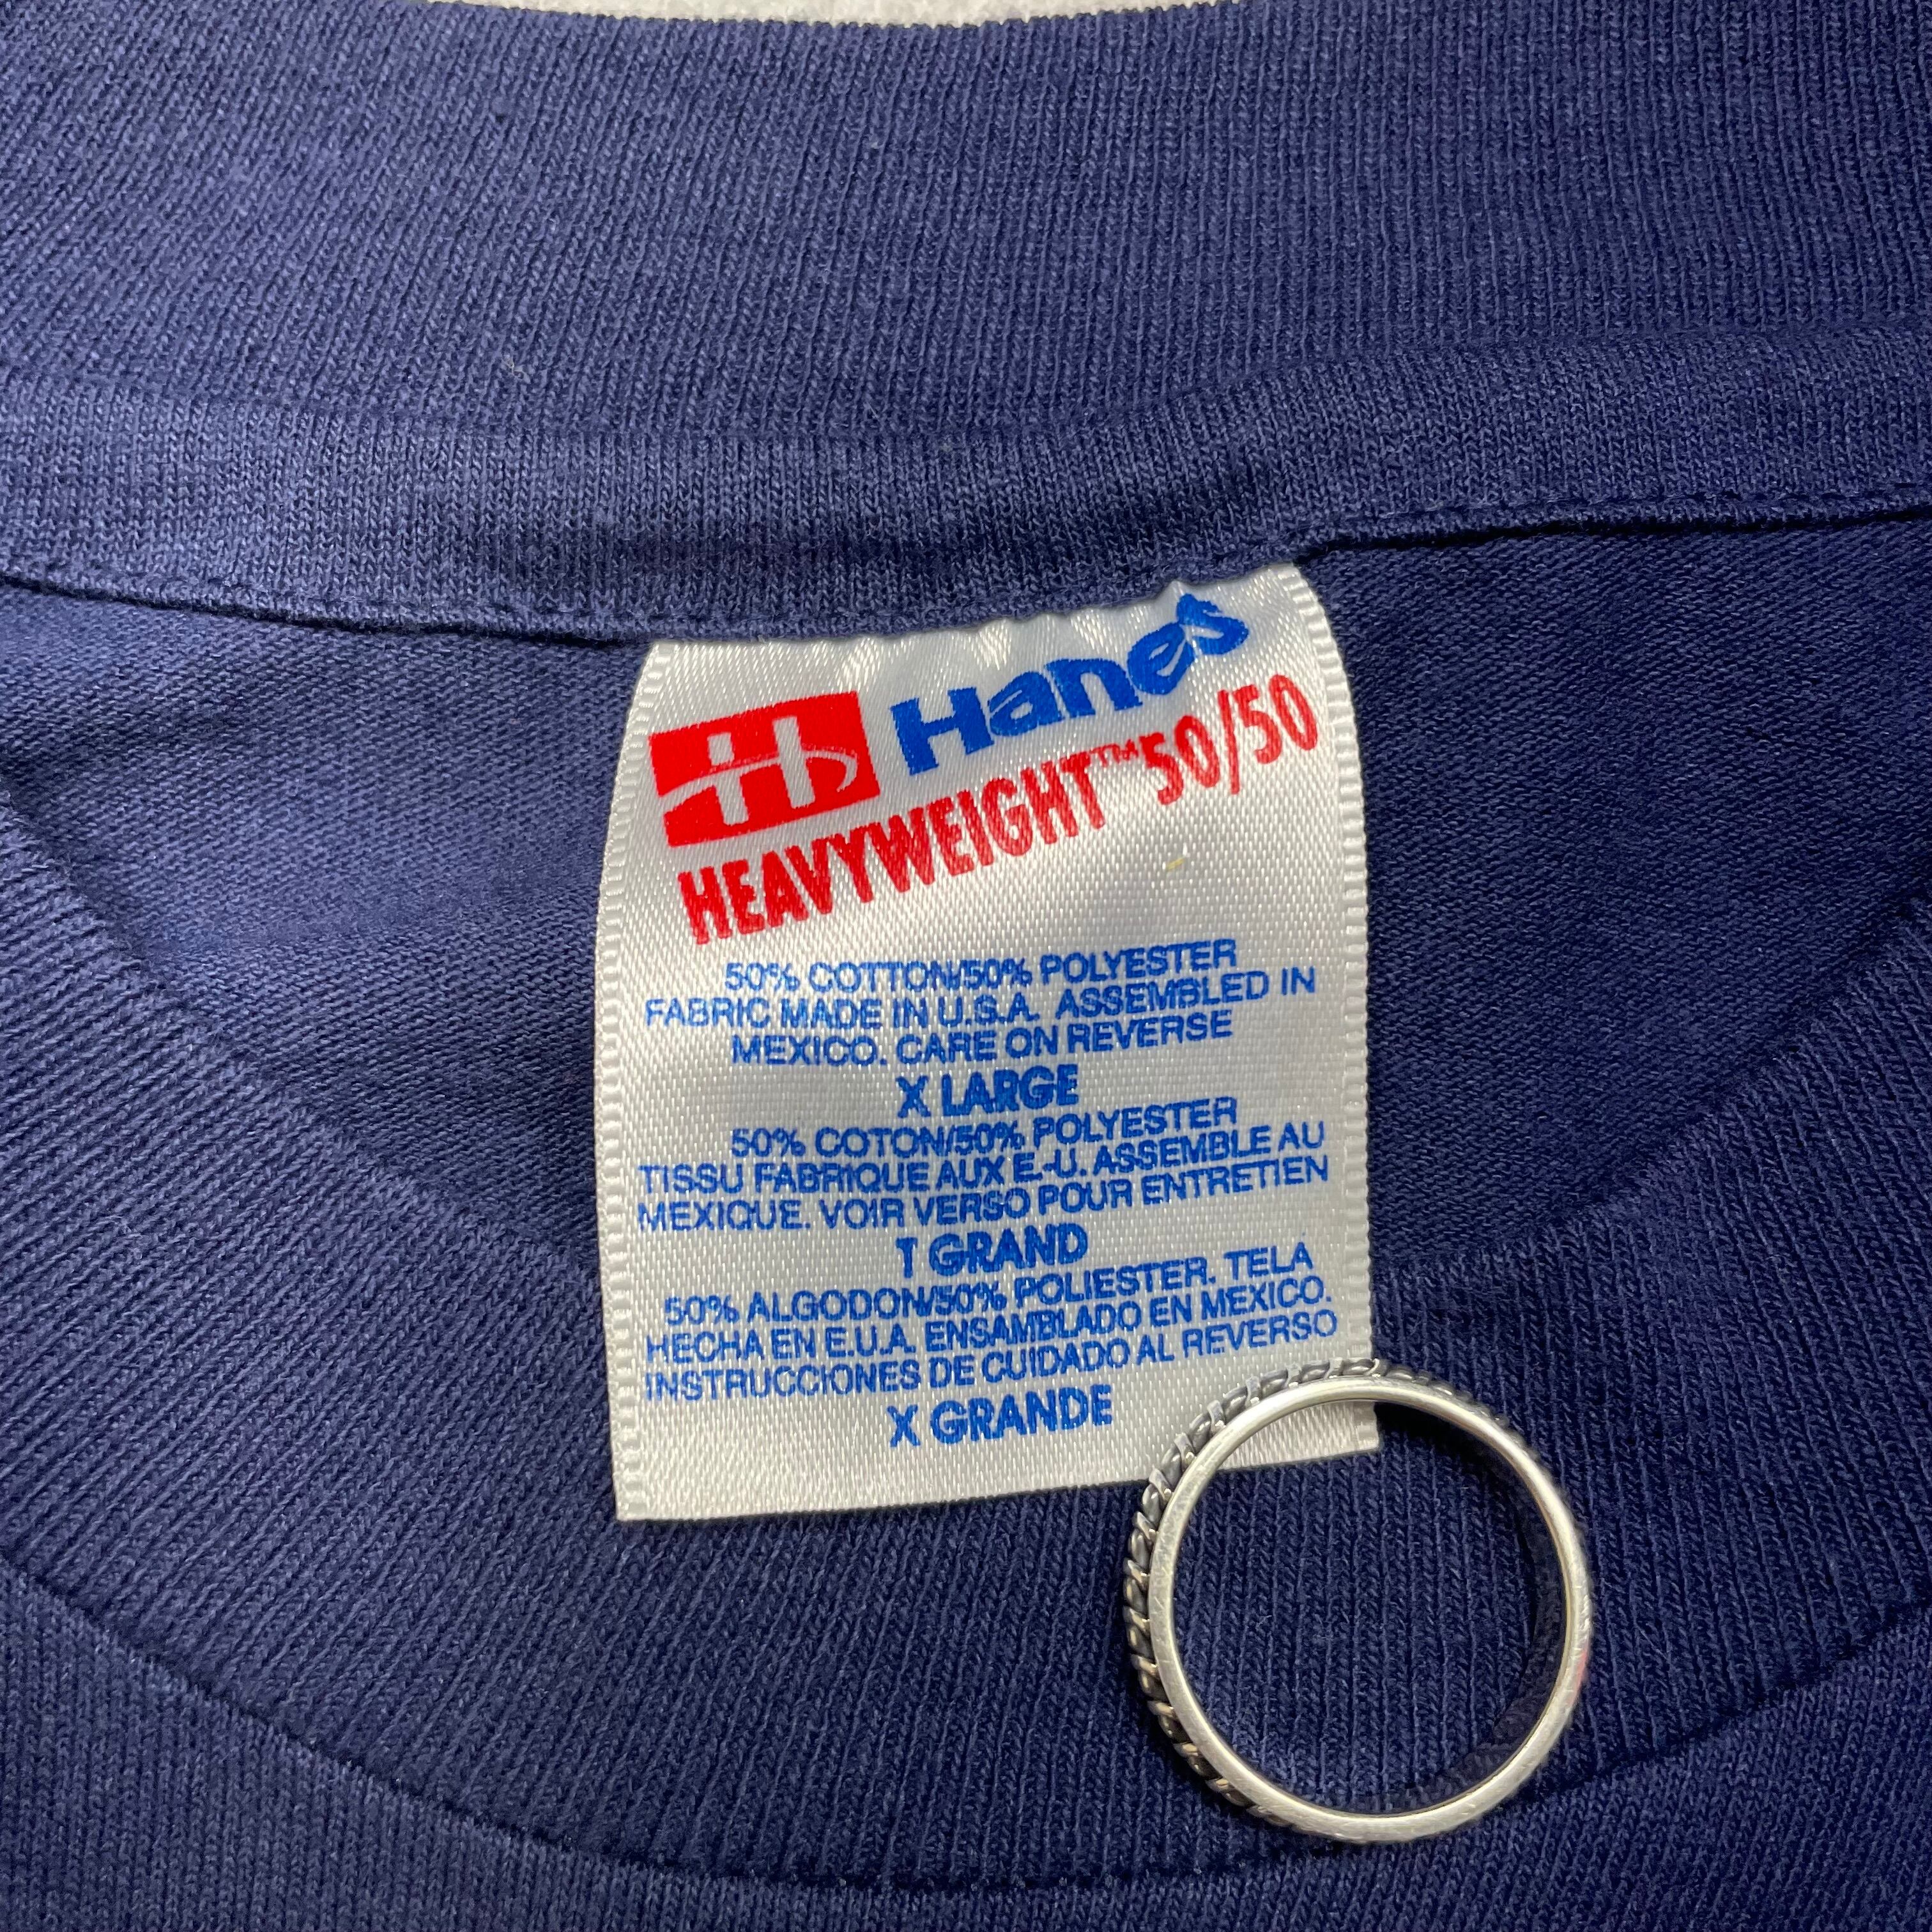 Hanes
HEAVYWEIGHT™ 50/50
50% COTTON/50% POLYESTER
FABRIC MADE IN U.S.A. ASSEMBLED IN
MEXICO. CARE ON REVERSE
X LARGE
50% COTON/50% POLYESTER
TISSU FABRIQUE AUX E.-U. ASSEMBLE AU
MEXIQUE. VOIR VERSO POUR ENTRETIEN
T GRAND
50% ALGODON/50% POLIESTER. TELA
HECHA EN E.U.A. ENSAMBLADO EN MEXICO.
INSTRUCCIONES DE CUIDADO AL REVERSO
X GRANDE